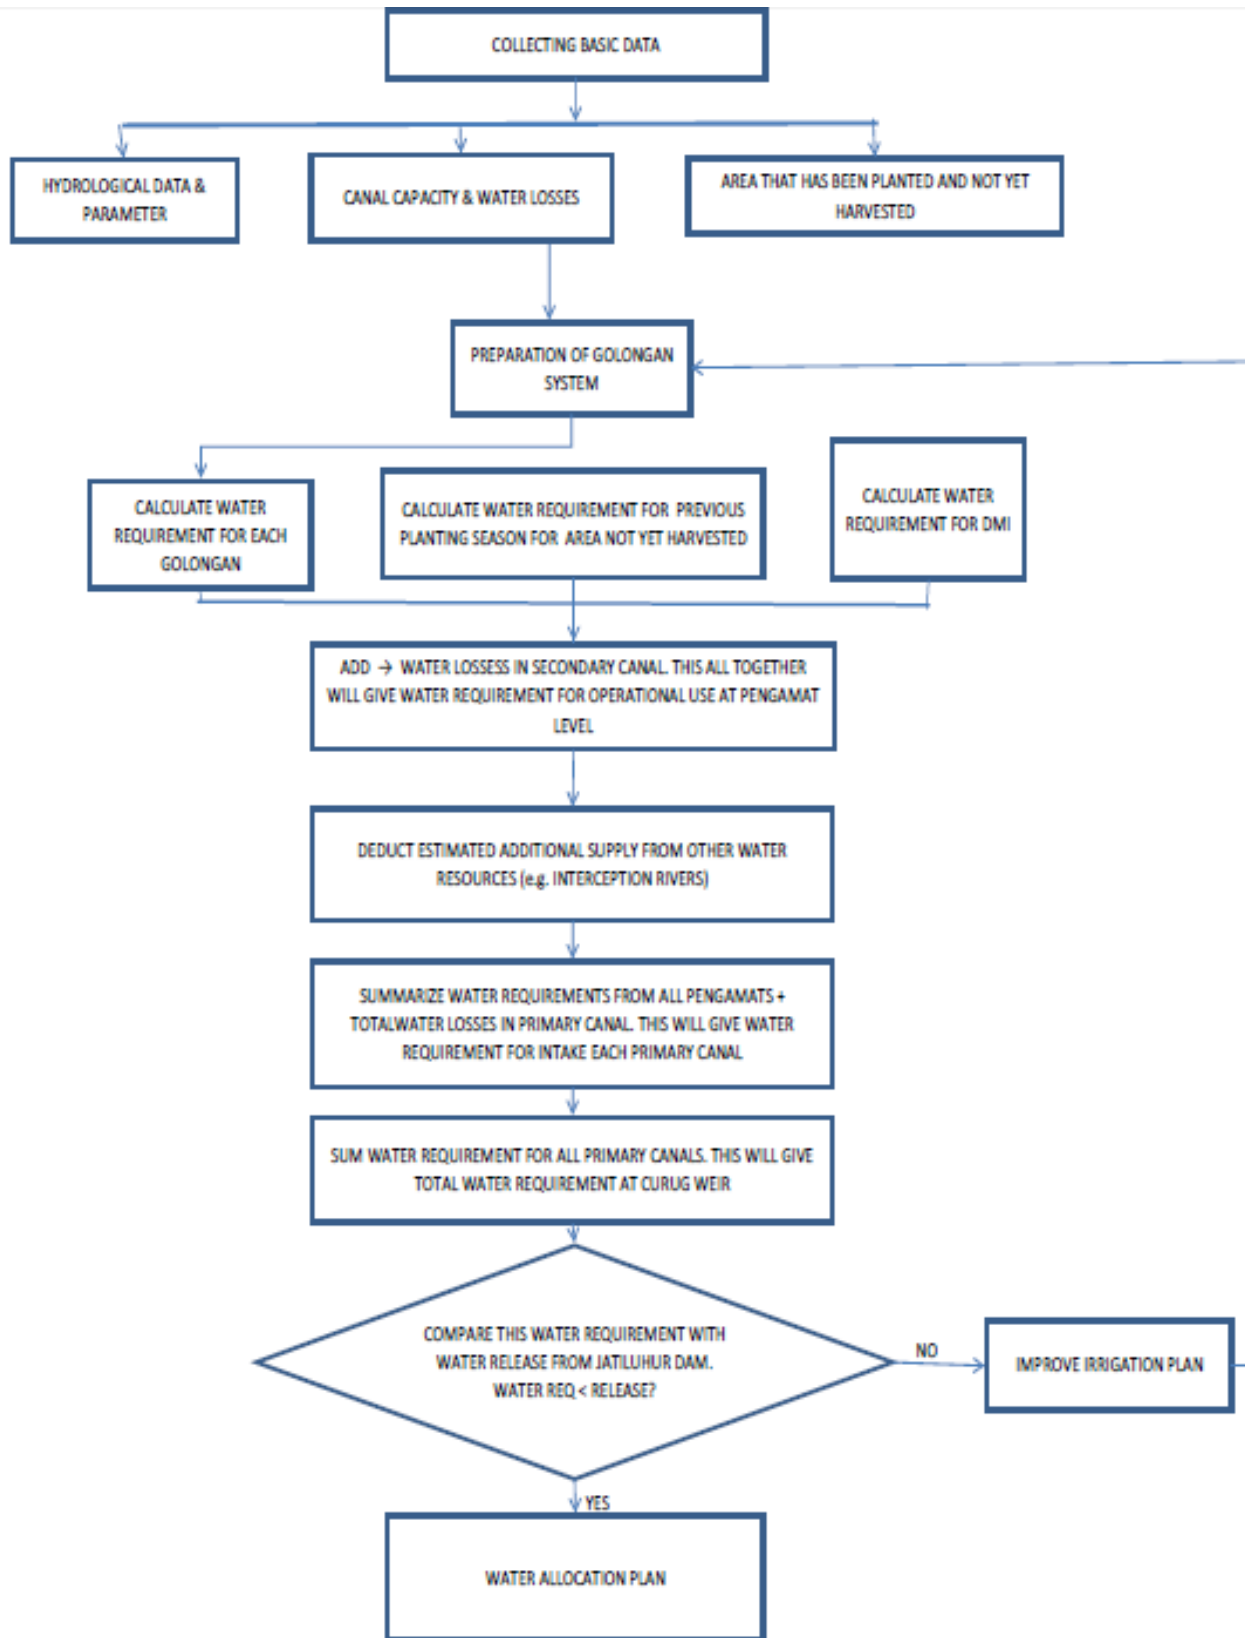 COLLECTING BASIC DATA
HYDROLOGICAL DATA &
PARAMETER
CANAL CAPACITY & WATER LOSSES
AREA THAT HAS BEEN PLANTED AND NOT YET
HARVESTED
PREPARATION OF GOLONGAN
SYSTEM
CALCULATE WATER
REQUIREMENT FOR EACH
GOLONGAN
CALCULATE WATER REQUIREMENT FOR PREVIOUS
PLANTING SEASON FOR AREA NOT YET HARVESTED
CALCULATE WATER
REQUIREMENT FOR DMI
ADD → WATER LOSSESS IN SECONDARY CANAL. THIS ALL TOGETHER
WILL GIVE WATER REQUIREMENT FOR OPERATIONAL USE AT PENGAMAT
LEVEL
DEDUCT ESTIMATED ADDITIONAL SUPPLY FROM OTHER WATER
RESOURCES (e.g. INTERCEPTION RIVERS)
SUMMARIZE WATER REQUIREMENTS FROM ALL PENGAMATS +
TOTALWATER LOSSES IN PRIMARY CANAL. THIS WILL GIVE WATER
REQUIREMENT FOR INTAKE EACH PRIMARY CANAL
SUM WATER REQUIREMENT FOR ALL PRIMARY CANALS. THIS WILL GIVE
TOTAL WATER REQUIREMENT AT CURUG WEIR
COMPARE THIS WATER REQUIREMENT WITH
WATER RELEASE FROM JATILUHUR DAM.
WATER REQ < RELEASE?
NO
IMPROVE IRRIGATION PLAN
YES
WATER ALLOCATION PLAN